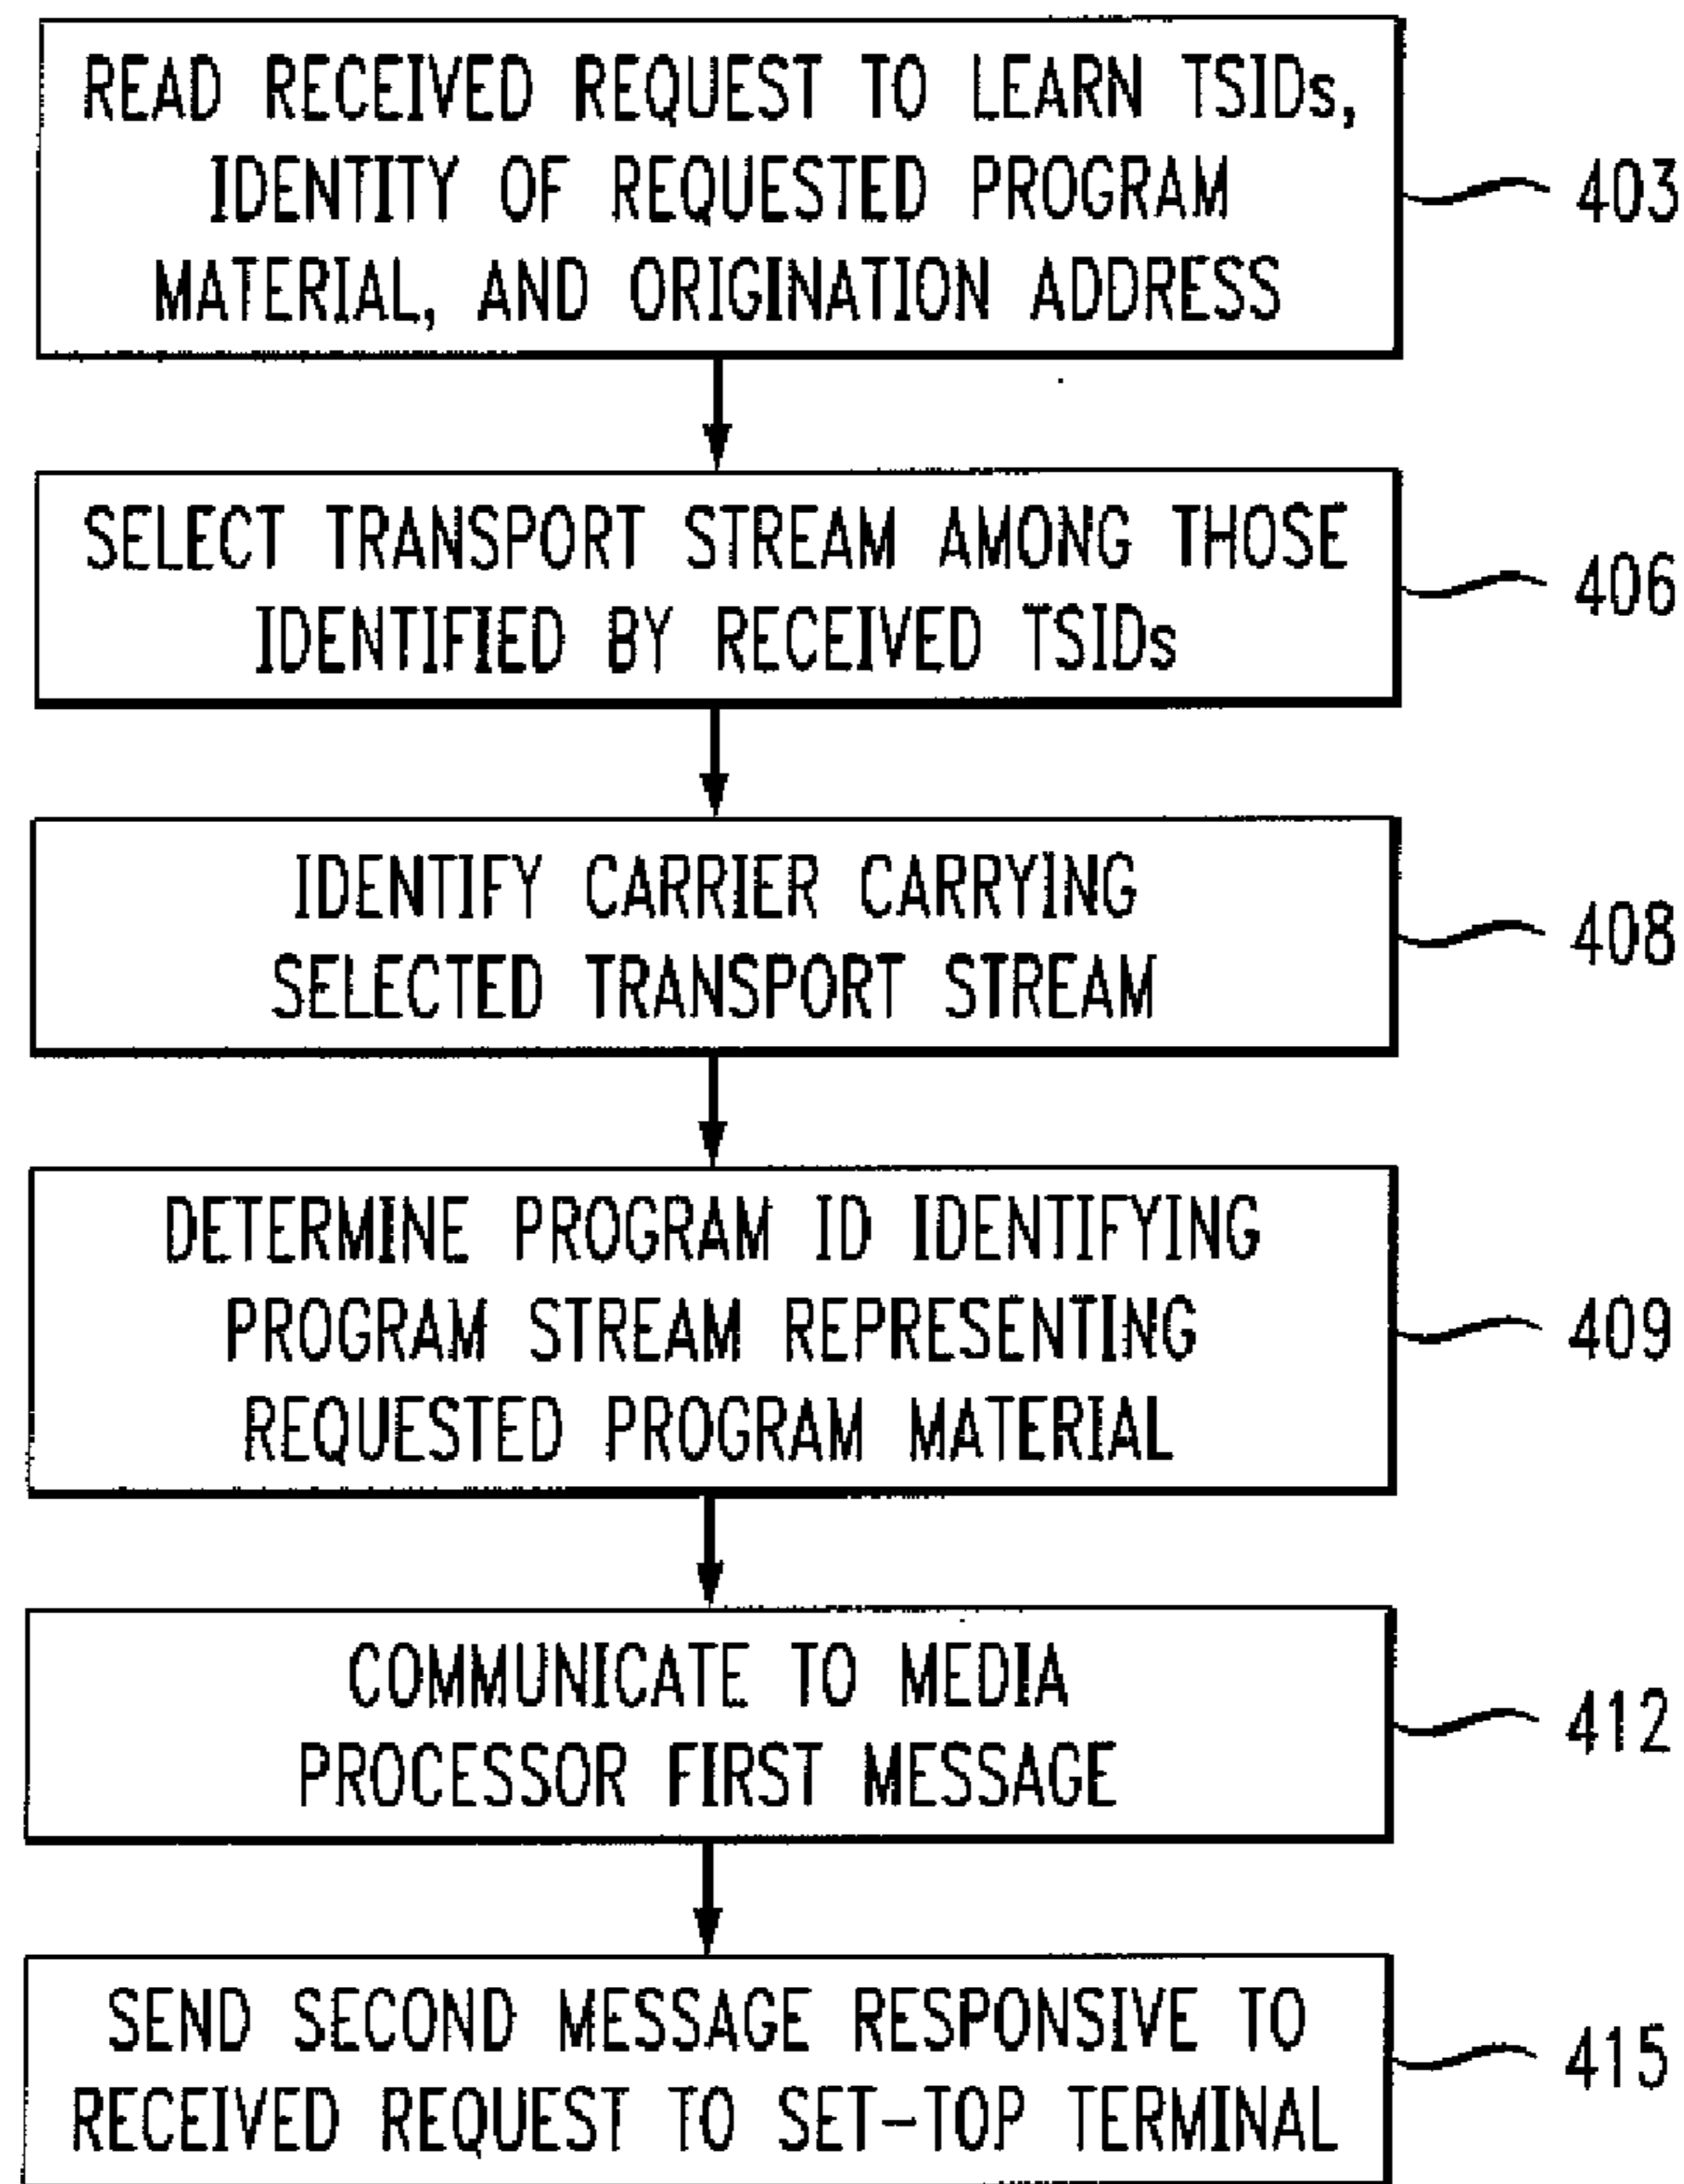 READ RECEIVED REQUEST TO LEARN TSIDs,
IDENTITY OF REQUESTED PROGRAM
MATERIAL, AND ORIGINATION ADDRESS
403
SELECT TRANSPORT STREAM AMONG THOSE
IDENTIFIED BY RECEIVED TSIDs
406
IDENTIFY CARRIER CARRYING
SELECTED TRANSPORT STREAM
408
DETERMINE PROGRAM ID IDENTIFYING
PROGRAM STREAM REPRESENTING
REQUESTED PROGRAM MATERIAL
409
COMMUNICATE TO MEDIA
PROCESSOR FIRST MESSAGE
412
SEND SECOND MESSAGE RESPONSIVE TO
RECEIVED REQUEST TO SET-TOP TERMINAL
415